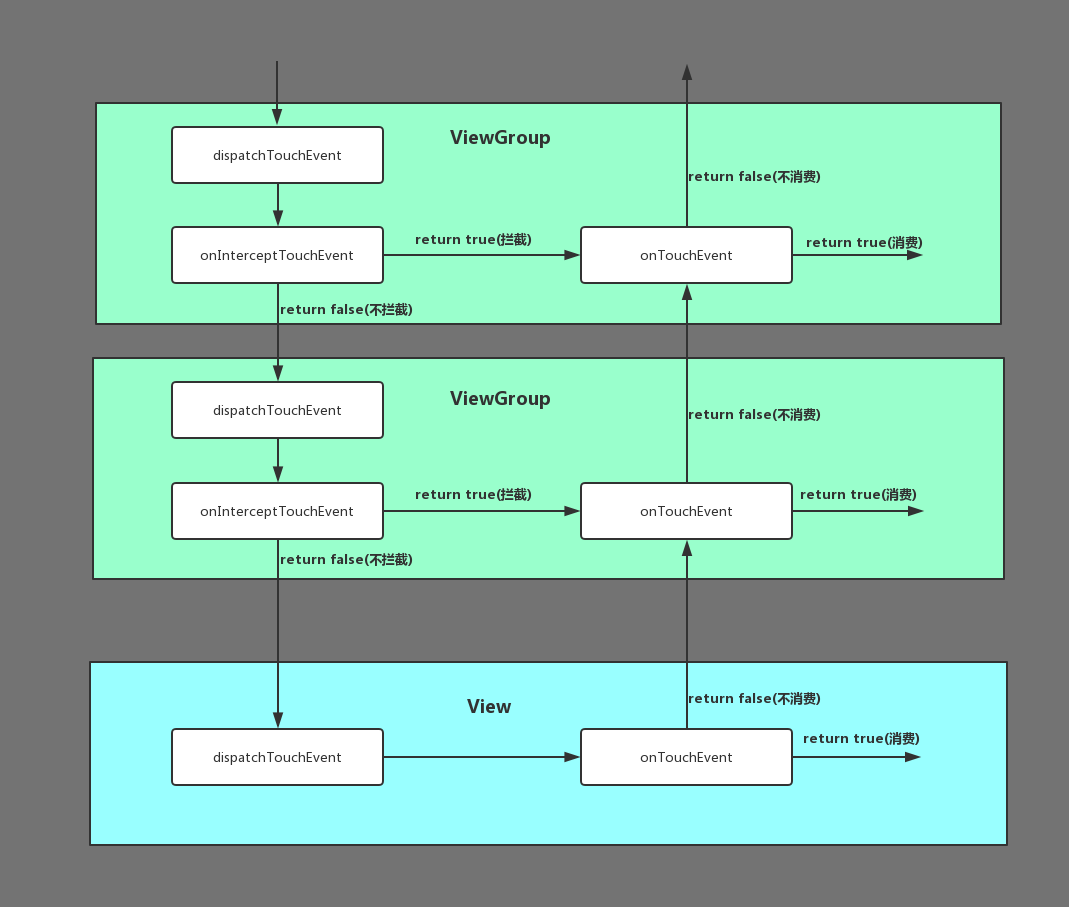 ViewGroup
dispatchTouchEvent
return false(不消费)
return true(拦截)
return true(消费)
onInterceptTouchEvent
onTouchEvent
return false(不拦截)
ViewGroup
dispatchTouchEvent
return false(不消费)
return true(拦截)
return true(消费)
onInterceptTouchEvent
onTouchEvent
return false(不拦截)
return false(不消费)
View
return true(消费)
dispatchTouchEvent
onTouchEvent